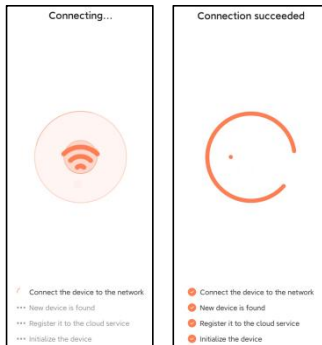 Connecting...
Connect the device to the network
New device is found
Register it to the cloud service
Initialize the device
Connection succeeded
Connect the device to the network
New device is found
Register it to the cloud service
Initialize the device